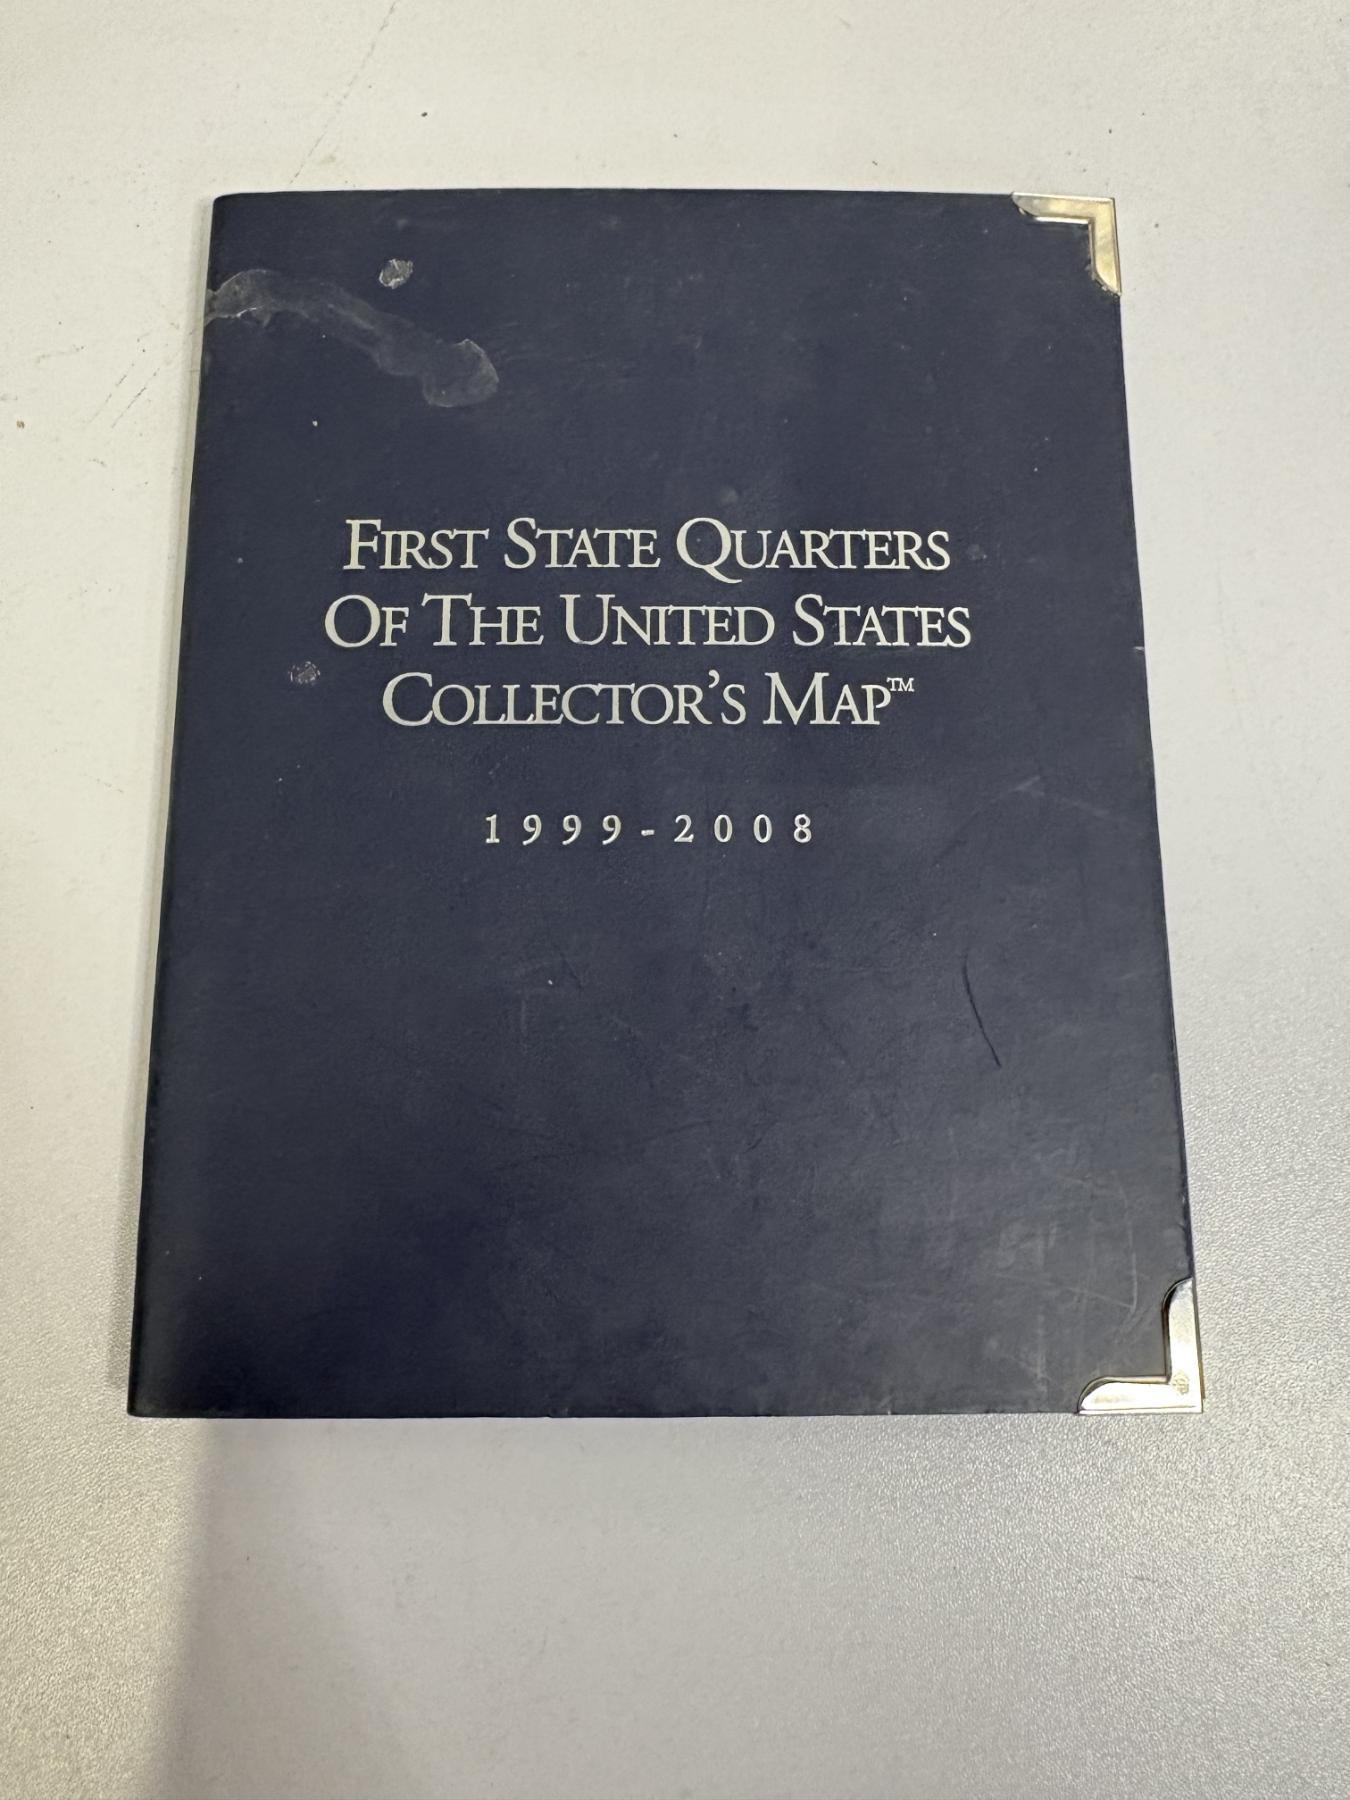 First State Quarters
Of The United States
Collector's Map™
1999-2008